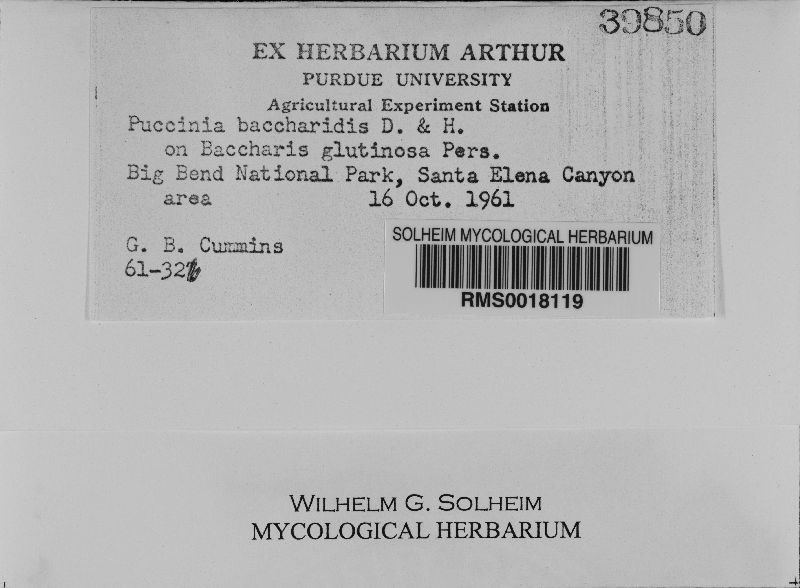 39850
EX HERBARIUM ARTHUR
PURDUE UNIVERSITY
Agricultural Experiment Station
Puccinia baccharidis D. & H.
on Baccharis glutinosa Pers.
Big Bend National Park, Santa Elena Canyon
area 16 Oct. 1961
G. B. Cummins
SOLHEIM MYCOLOGICAL HERBARIUM
RMS0018119
WILHELM G. SOLHEIM
MYCOLOGICAL HERBARIUM